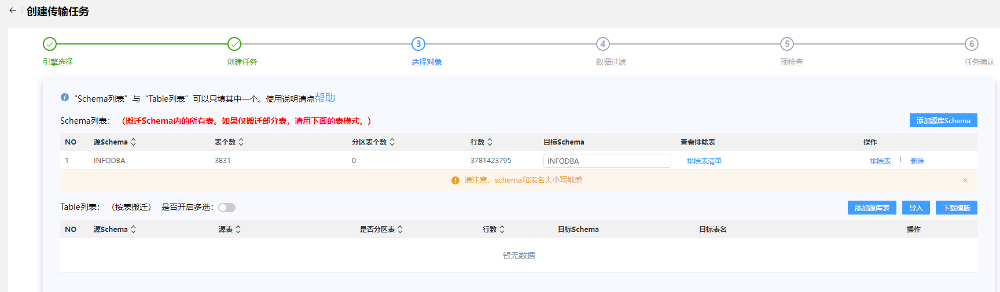 创建传输任务
3 4 5 6
引擎选择 创建任务 选择对象 数据过滤 预检查 任务确认
“Schema列表”与“Table列表”可以只填其中一个。使用说明请点帮助
Schema列表： （搬迁Schema内的所有表。如果仅搬迁部分表，请用下面的表模式。） 添加源库Schema
NO 源Schema 表个数 分区表个数 行数 目标Schema 查看排除表 操作
1 INFODBA 3831 0 3781423795 INFODBA 排除表清单 排除表 | 删除
请注意，schema和表名大小写敏感
Table列表： （按表搬迁） 是否开启多选： 添加源库表 导入 下载模版
NO 源Schema 源表 是否分区表 行数 目标Schema 目标表名 操作
暂无数据